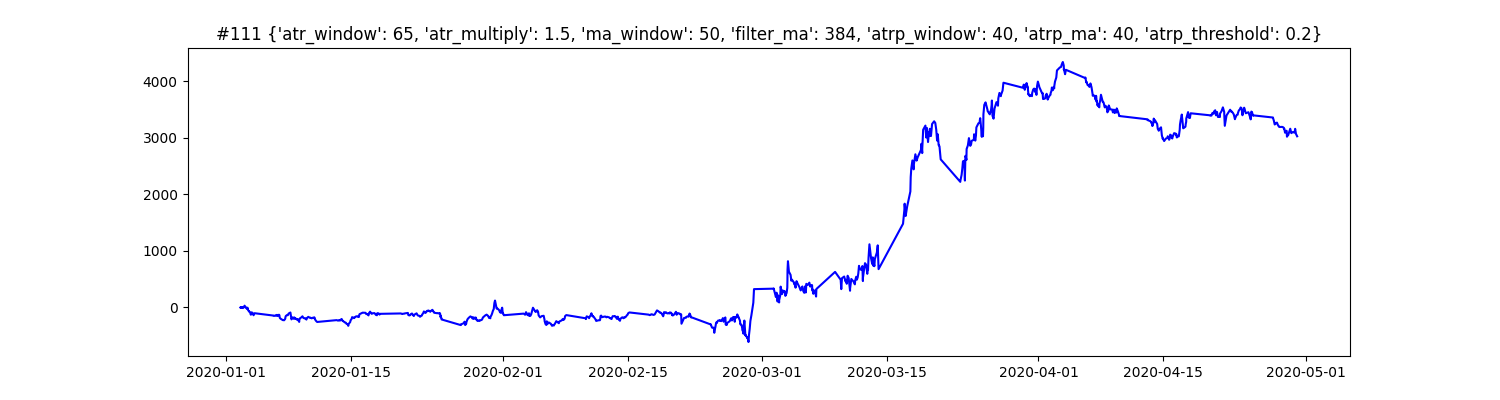 #111 {'atr_window': 65, 'atr_multiply': 1.5, 'ma_window': 50, 'filter_ma': 384, 'atrp_window': 40, 'atrp_ma': 40, 'atrp_threshold': 0.2}
4000
3000
2000
1000
0
2020-01-01 2020-01-15 2020-02-01 2020-02-15 2020-03-01 2020-03-15 2020-04-01 2020-04-15 2020-05-01